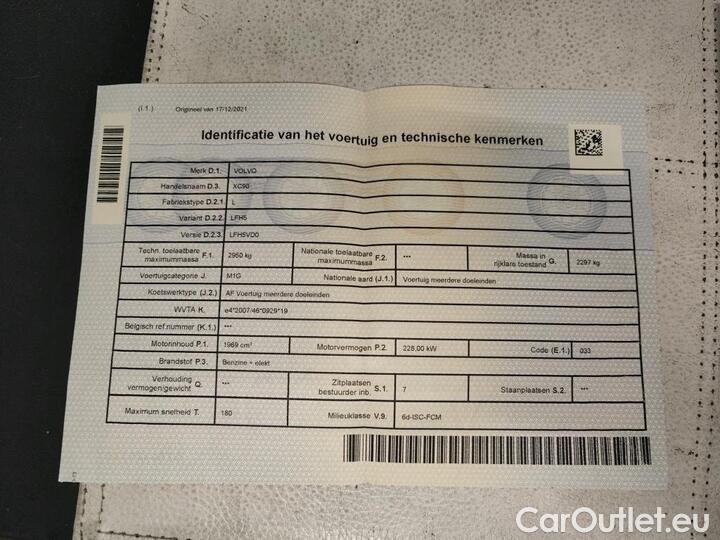 (I.1.) Origineel van 17/12/2021
Identificatie van het voertuig en technische kenmerken
Merk D.1. VOLVO
Handelsnaam D.3. XC90
Fabriekstype D.2.1 L
Variant D.2.2. LFH5
Versie D.2.3. LFH5VD0
Techn. toelaatbare maximummassa F.1. 2950 kg Nationale toelaatbare maximummassa F.2. *** Massa in rijklare toestand G. 2297 kg
Voertuigcategorie J. M1G Nationale aard (J.1.) Voertuig meerdere doeleinden
Koetswerktype (J.2.) AF Voertuig meerdere doeleinden
WVTA K. e4*2007/46*0929*19
Belgisch ref.nummer (K.1.) ***
Motorinhoud P.1. 1969 cm³ Motorvermogen P.2. 228,00 kW Code (E.1.) 033
Brandstof P.3. Benzine + elekt
Verhouding vermogen/gewicht Q. *** Zitplaatsen bestuurder inb. S.1. 7 Staanplaatsen S.2. ***
Maximum snelheid T. 180 Milieuklasse V.9. 6d-ISC-FCM
CarOutlet.eu